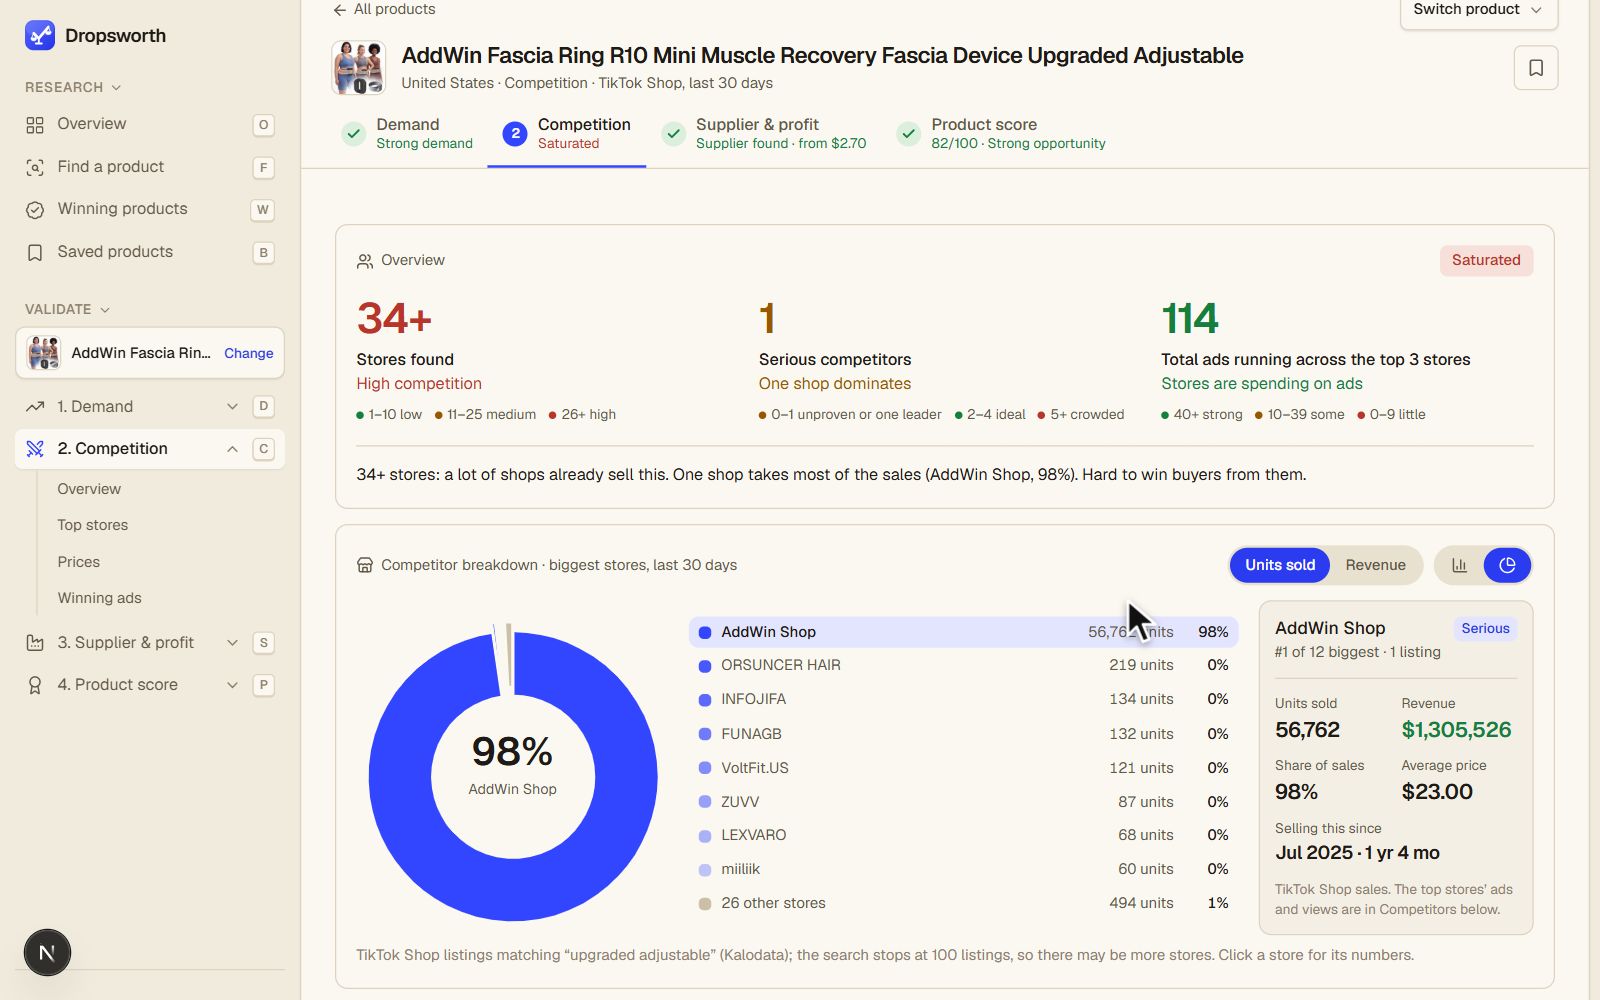 Dropsworth
RESEARCH
Overview O
Find a product F
Winning products W
Saved products B
VALIDATE
AddWin Fascia Rin... Change
1. Demand D
2. Competition C
Overview
Top stores
Prices
Winning ads
3. Supplier & profit S
4. Product score P
N
All products
Switch product
AddWin Fascia Ring R10 Mini Muscle Recovery Fascia Device Upgraded Adjustable
United States · Competition · TikTok Shop, last 30 days
Demand
Strong demand
2 Competition
Saturated
Supplier & profit
Supplier found · from $2.70
Product score
82/100 · Strong opportunity
Overview
Saturated
34+
Stores found
High competition
1–10 low 11–25 medium 26+ high
1
Serious competitors
One shop dominates
0–1 unproven or one leader 2–4 ideal 5+ crowded
114
Total ads running across the top 3 stores
Stores are spending on ads
40+ strong 10–39 some 0–9 little
34+ stores: a lot of shops already sell this. One shop takes most of the sales (AddWin Shop, 98%). Hard to win buyers from them.
Competitor breakdown · biggest stores, last 30 days
Units sold Revenue
98%
AddWin Shop
AddWin Shop 98%
ORSUNCER HAIR 219 units 0%
INFOJIFA 134 units 0%
FUNAGB 132 units 0%
VoltFit.US 121 units 0%
ZUVV 87 units 0%
LEXVARO 68 units 0%
miiliik 60 units 0%
26 other stores 494 units 1%
AddWin Shop Serious
#1 of 12 biggest · 1 listing
Units sold Revenue
56,762 $1,305,526
Share of sales Average price
98% $23.00
Selling this since
Jul 2025 · 1 yr 4 mo
TikTok Shop sales. The top stores' ads
and views are in Competitors below.
TikTok Shop listings matching “upgraded adjustable” (Kalodata); the search stops at 100 listings, so there may be more stores. Click a store for its numbers.